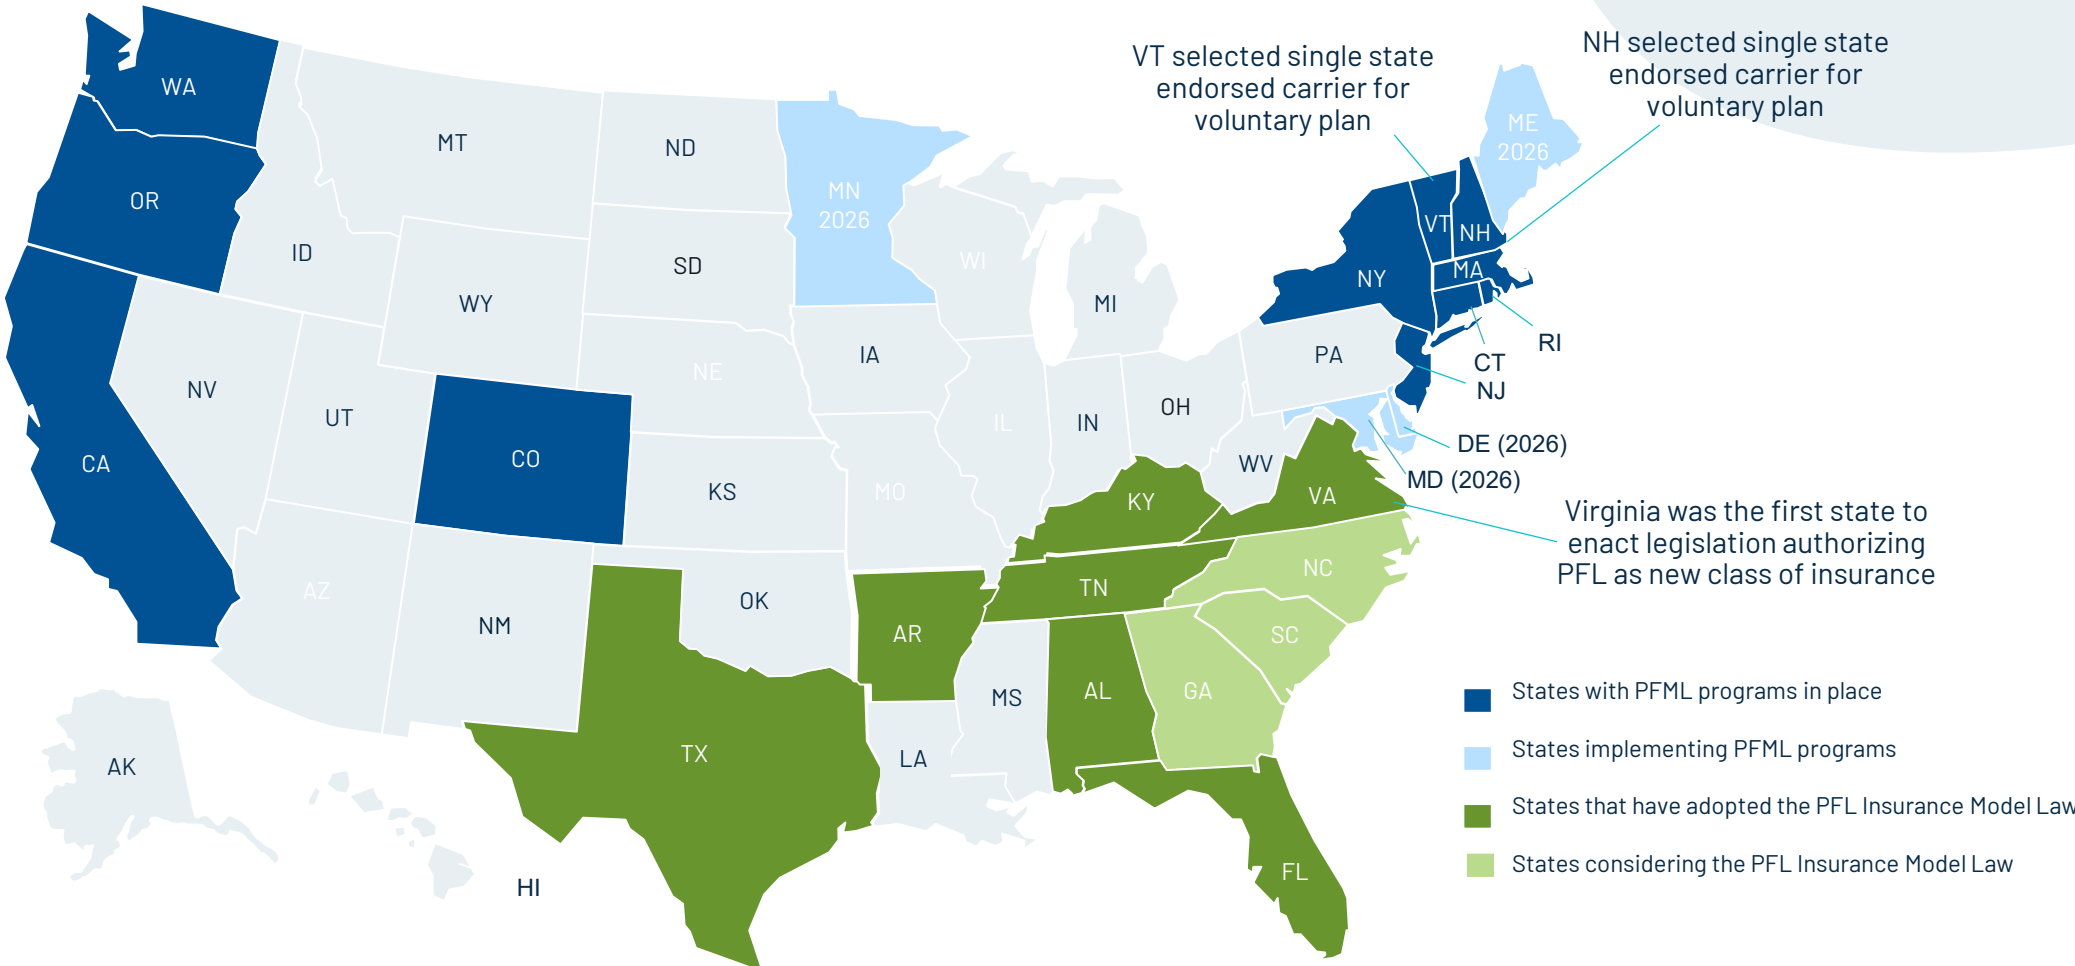 VT selected single state
endorsed carrier for
voluntary plan
NH selected single state
endorsed carrier for
voluntary plan
WA
OR
CA
ID
MT
ND
SD
MN
2026
WI
MI
ME
2026
VT
NH
NY
MA
RI
CT
NJ
PA
WY
NV
UT
CO
NE
IA
IL
IN
OH
WV
DE (2026)
MD (2026)
KS
MO
KY
VA
Virginia was the first state to
enact legislation authorizing
PFL as new class of insurance
AZ
NM
OK
AR
TN
NC
SC
MS
AL
GA
LA
TX
FL
AK
HI
States with PFML programs in place
States implementing PFML programs
States that have adopted the PFL Insurance Model Law
States considering the PFL Insurance Model Law